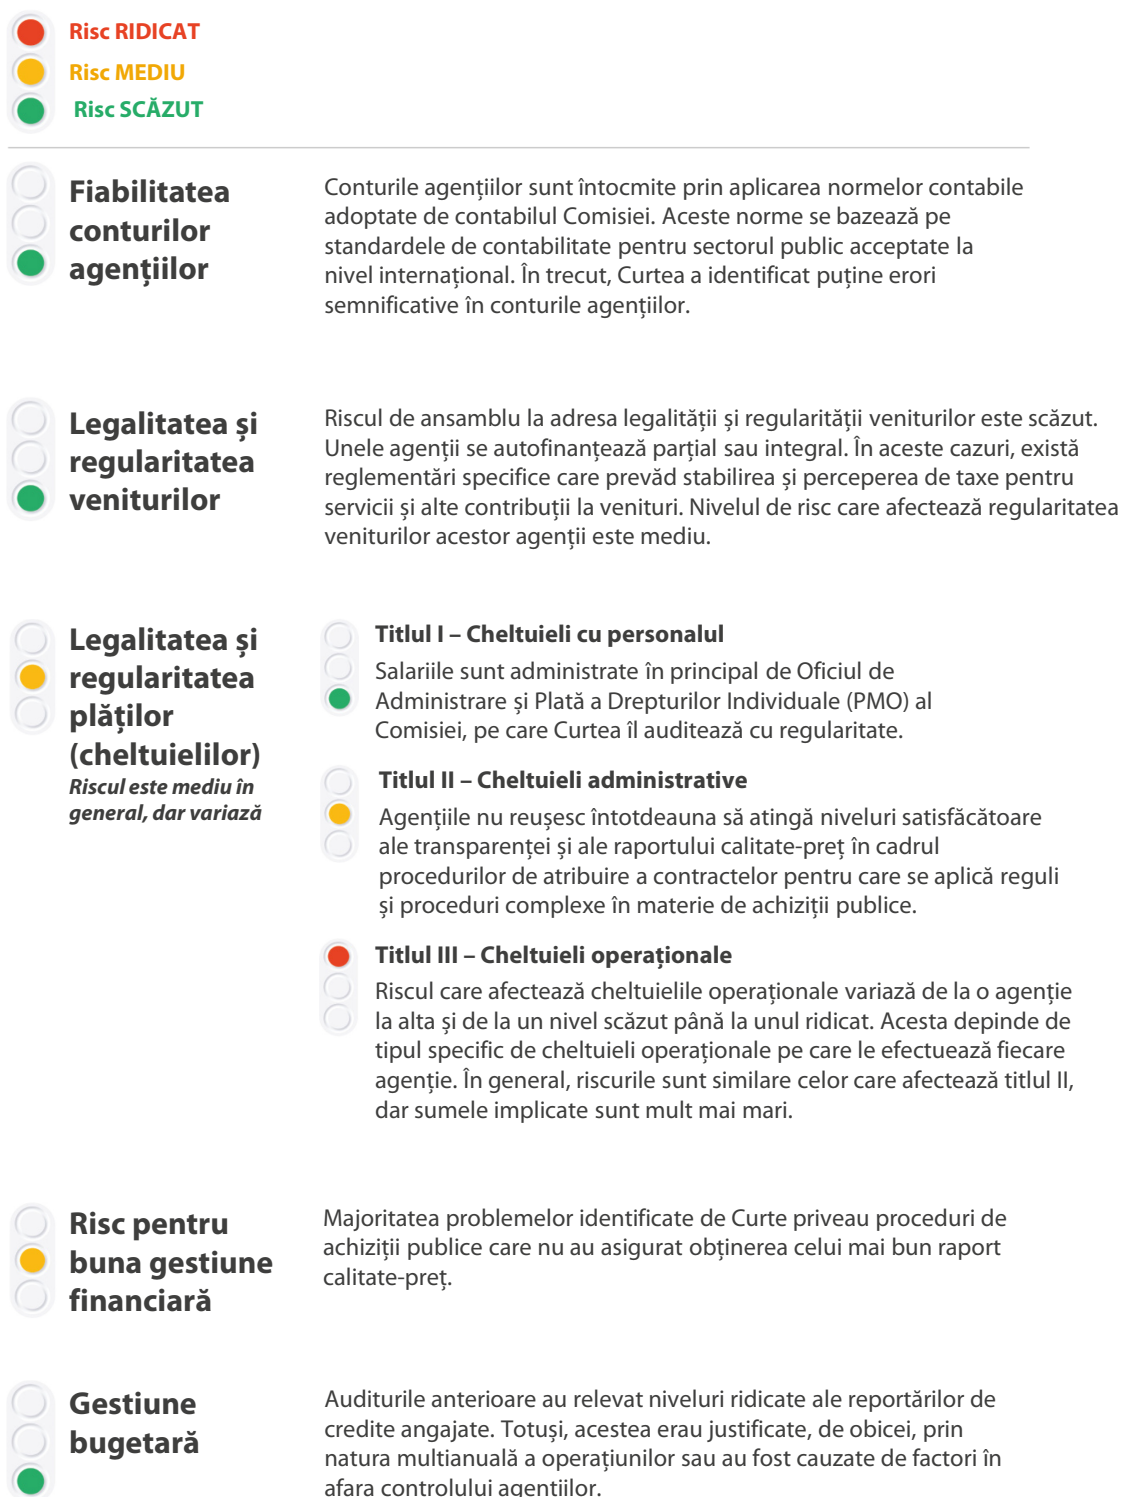 Risc RIDICAT
Risc MEDIU
Risc SCĂZUT
Fiabilitatea
conturilor
agențiilor
Conturile agențiilor sunt întocmite prin aplicarea normelor contabile
adoptate de contabilul Comisiei. Aceste norme se bazează pe
standardele de contabilitate pentru sectorul public acceptate la
nivel internațional. În trecut, Curtea a identificat puține erori
semnificative în conturile agențiilor.
Legalitatea și
regularitatea
veniturilor
Riscul de ansamblu la adresa legalității și regularității veniturilor este scăzut.
Unele agenții se autofinanțează parțial sau integral. În aceste cazuri, există
reglementări specifice care prevăd stabilirea și perceperea de taxe pentru
servicii și alte contribuții la venituri. Nivelul de risc care afectează regularitatea
veniturilor acestor agenții este mediu.
Legalitatea și
regularitatea
plăților
(cheltuielilor)
Riscul este mediu în
general, dar variază
Titlul I – Cheltuieli cu personalul
Salariile sunt administrate în principal de Oficiul de
Administrare și Plată a Drepturilor Individuale (PMO) al
Comisiei, pe care Curtea îl auditează cu regularitate.
Titlul II – Cheltuieli administrative
Agențiile nu reușesc întotdeauna să atingă niveluri satisfăcătoare
ale transparenței și ale raportului calitate-preț în cadrul
procedurilor de atribuire a contractelor pentru care se aplică reguli
și proceduri complexe în materie de achiziții publice.
Titlul III – Cheltuieli operaționale
Riscul care afectează cheltuielile operaționale variază de la o agenție
la alta și de la un nivel scăzut până la unul ridicat. Acesta depinde de
tipul specific de cheltuieli operaționale pe care le efectuează fiecare
agenție. În general, riscurile sunt similare celor care afectează titlul II,
dar sumele implicate sunt mult mai mari.
Risc pentru
buna gestiune
financiară
Majoritatea problemelor identificate de Curte priveau proceduri de
achiziții publice care nu au asigurat obținerea celui mai bun raport
calitate-preț.
Gestiune
bugetară
Auditurile anterioare au relevat niveluri ridicate ale reportărilor de
credite angajate. Totuși, acestea erau justificate, de obicei, prin
natura multianuală a operațiunilor sau au fost cauzate de factori în
afara controlului agențiilor.